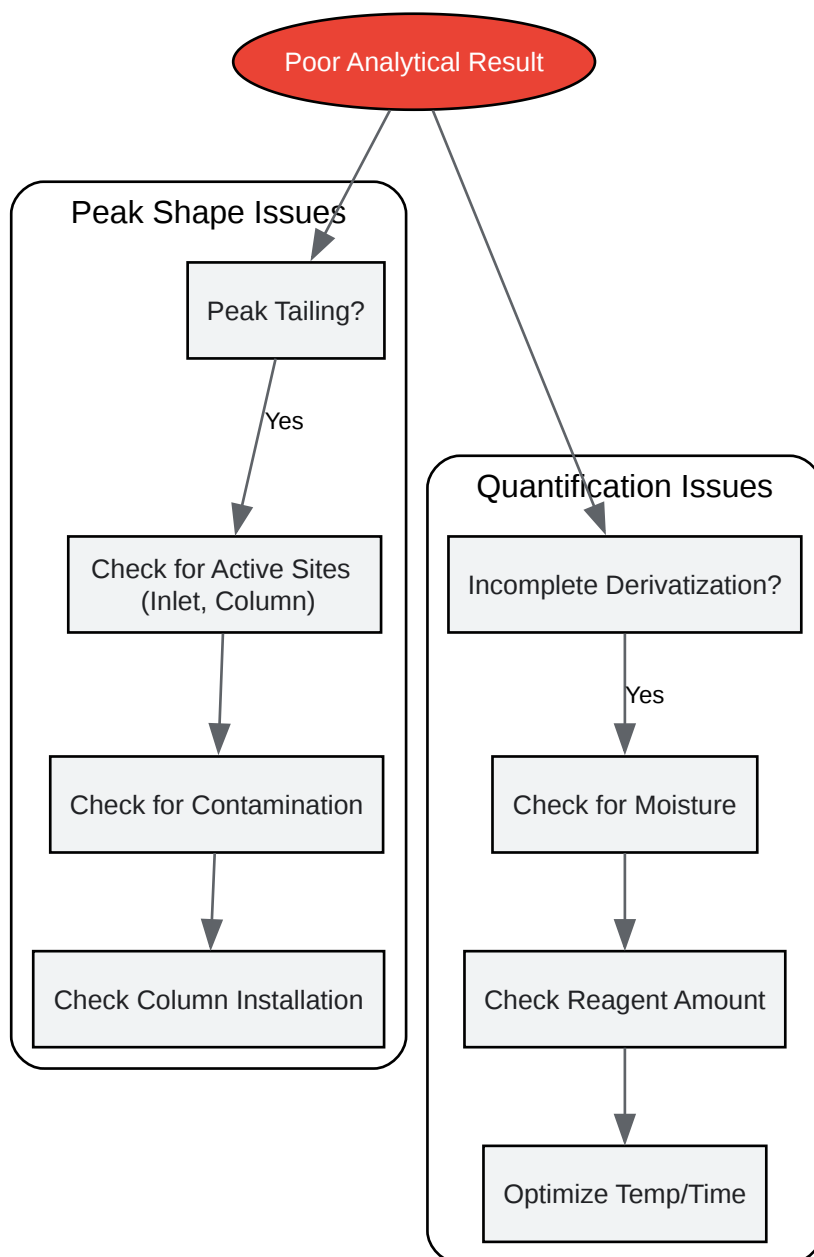 Poor Analytical Result
Peak Shape Issues
Peak Tailing?
Yes
Check for Active Sites
(Inlet, Column)
Check for Contamination
Check Column Installation
Quantification Issues
Incomplete Derivatization?
Yes
Check for Moisture
Check Reagent Amount
Optimize Temp/Time